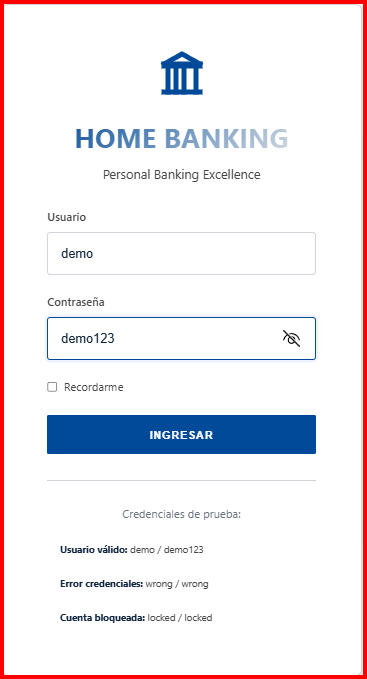 HOME BANKING
Personal Banking Excellence
Usuario
demo
Contraseña
demo123
Recordarme
INGRESAR
Credenciales de prueba:
Usuario válido: demo / demo123
Error credenciales: wrong / wrong
Cuenta bloqueada: locked / locked